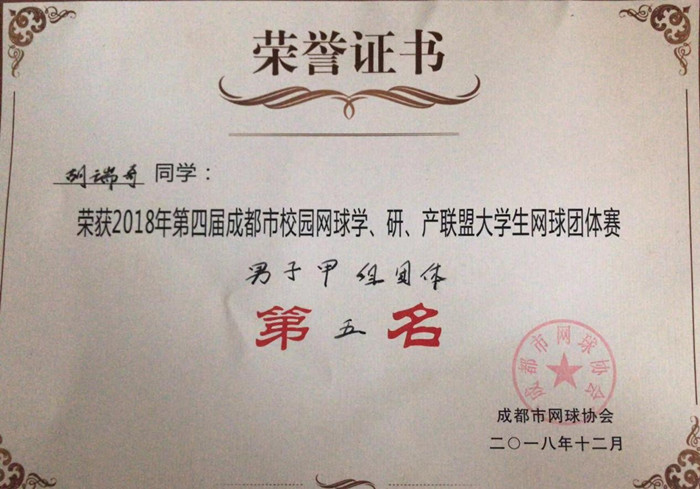 荣誉证书
胡瑞奇 同学：
荣获2018年第四届成都市校园网球学、研、产联盟大学生网球团体赛
男子甲组团体
第五名
成都市网球协会
成都市网球协会
二〇一八年十二月